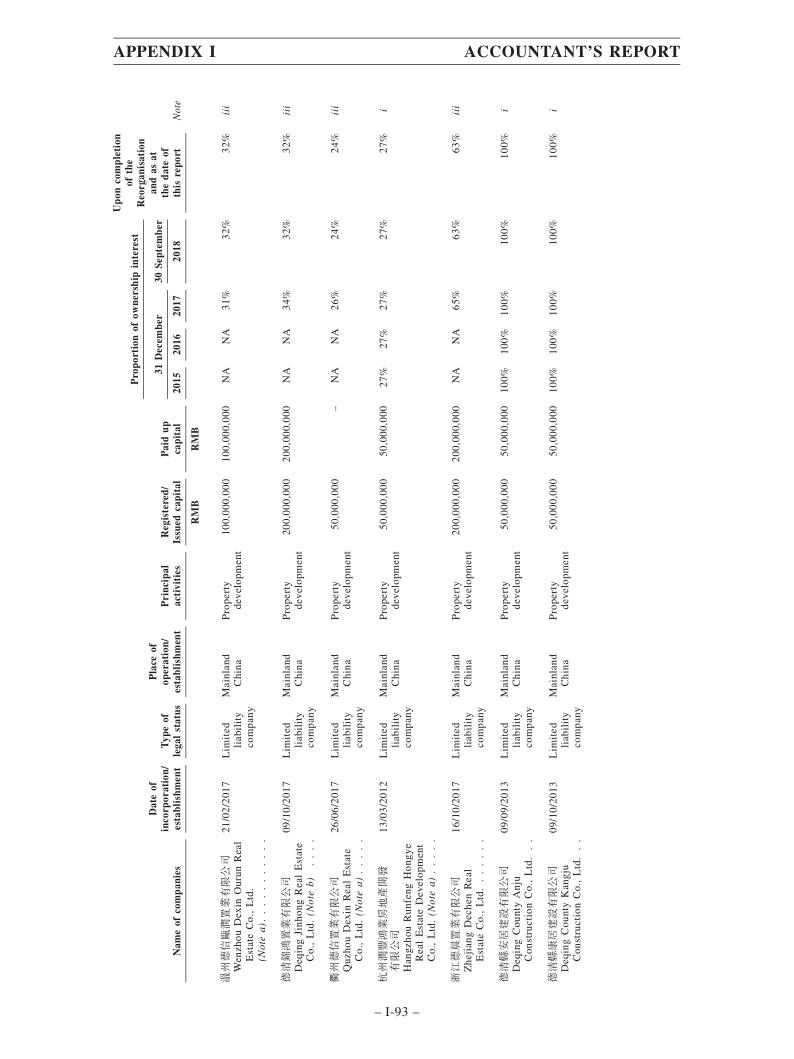 APPENDIX I ACCOUNTANT'S REPORT
Name of companies
Date of
incorporation/
establishment
Type of
legal status
Place of
operation/
establishment
Principal
activities
Registered/
Issued capital
Paid up
capital
Proportion of ownership interest
31 December
2015 2016 2017
30 September
2018
Upon completion
of the
Reorganisation
and as at
the date of
this report
Note
RMB RMB
溫州德信甌潤置業有限公司
Wenzhou Dexin Ourun Real
Estate Co., Ltd.
(Note a). . . . . . . . . . . .
21/02/2017
Limited
liability
company
Mainland
China
Property
development
100,000,000 100,000,000 NA NA 31% 32% 32% iii
德清錦鴻置業有限公司
Deqing Jinhong Real Estate
Co., Ltd. (Note b) . . . .
09/10/2017
Limited
liability
company
Mainland
China
Property
development
200,000,000 200,000,000 NA NA 34% 32% 32% iii
衢州德信置業有限公司
Quzhou Dexin Real Estate
Co., Ltd. (Note a) . . . . .
26/06/2017
Limited
liability
company
Mainland
China
Property
development
50,000,000 – NA NA 26% 24% 24% iii
杭州潤豐鴻業房地產開發
有限公司
Hangzhou Runfeng Hongye
Real Estate Development
Co., Ltd. (Note a) . . . . .
13/03/2012
Limited
liability
company
Mainland
China
Property
development
50,000,000 50,000,000 27% 27% 27% 27% 27% i
浙江德晨置業有限公司
Zhejiang Dechen Real
Estate Co., Ltd. . . . . . . .
16/10/2017
Limited
liability
company
Mainland
China
Property
development
200,000,000 200,000,000 NA NA 65% 63% 63% iii
德清縣安居建設有限公司
Deqing County Anju
Construction Co., Ltd. . .
09/09/2013
Limited
liability
company
Mainland
China
Property
development
50,000,000 50,000,000 100% 100% 100% 100% 100% i
德清縣康居建設有限公司
Deqing County Kangju
Construction Co., Ltd. . .
09/10/2013
Limited
liability
company
Mainland
China
Property
development
50,000,000 50,000,000 100% 100% 100% 100% 100% i
– I-93 –